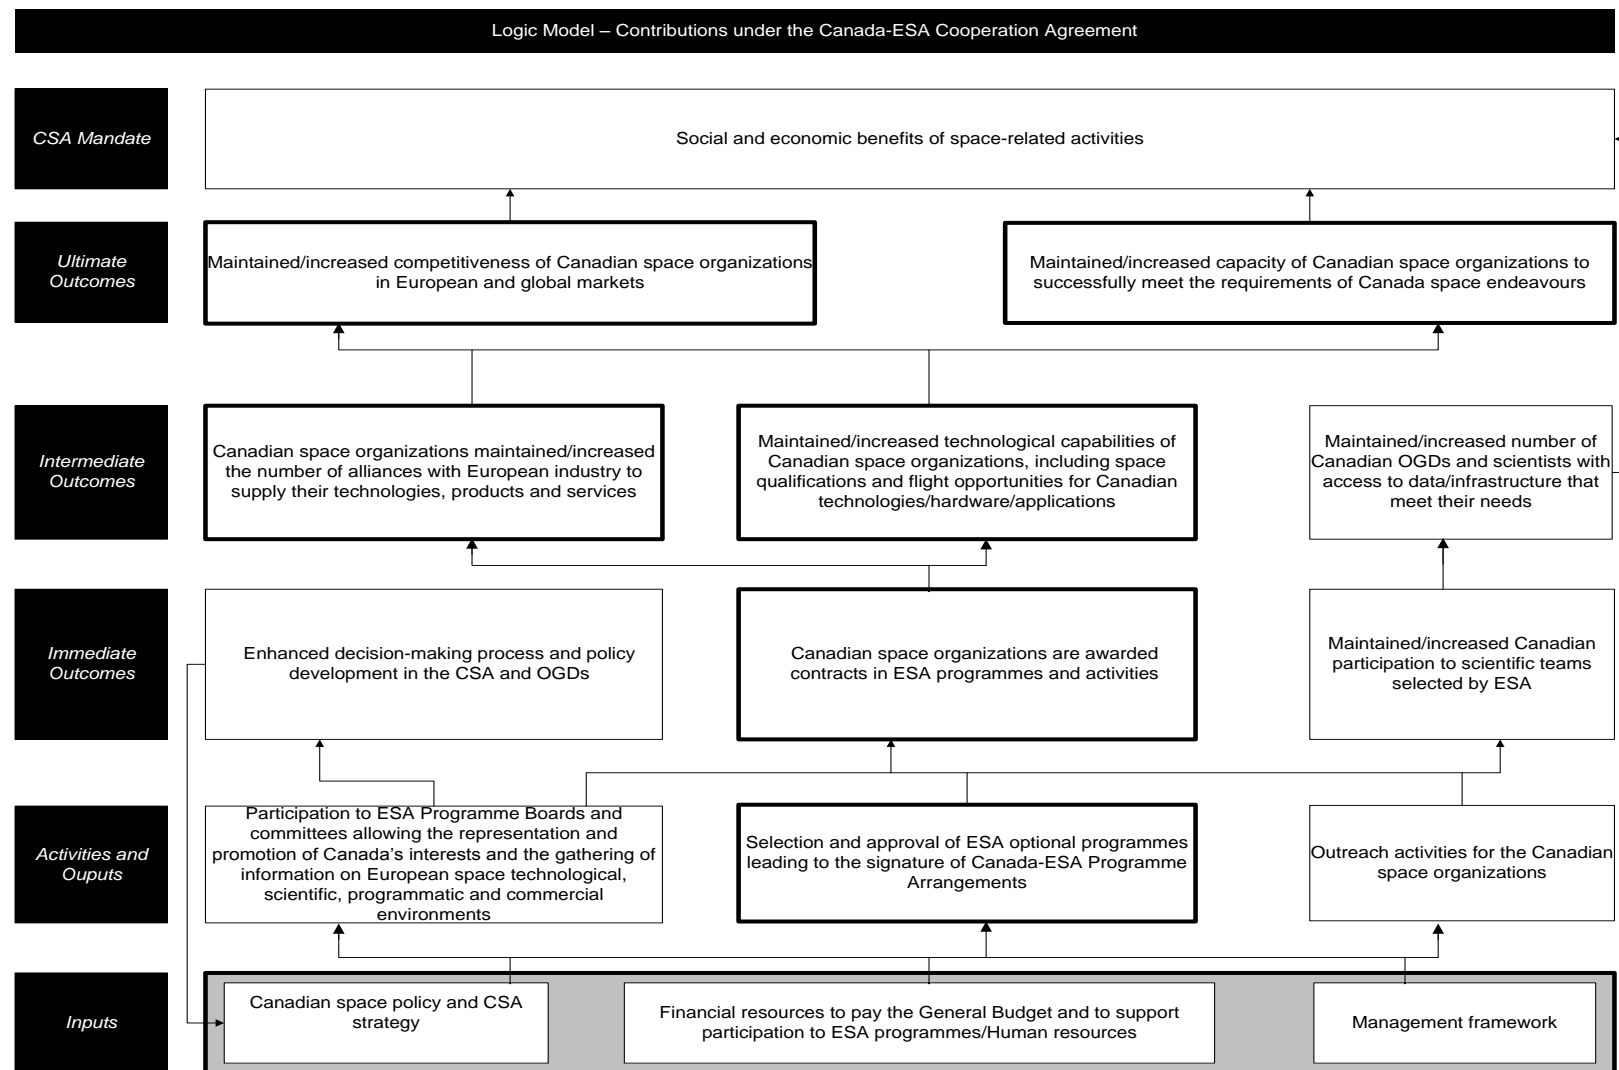 Logic Model – Contributions under the Canada-ESA Cooperation Agreement
CSA Mandate
Social and economic benefits of space-related activities
Ultimate
Outcomes
Maintained/increased competitiveness of Canadian space organizations
in European and global markets
Maintained/increased capacity of Canadian space organizations to
successfully meet the requirements of Canada space endeavours
Intermediate
Outcomes
Canadian space organizations maintained/increased
the number of alliances with European industry to
supply their technologies, products and services
Maintained/increased technological capabilities of
Canadian space organizations, including space
qualifications and flight opportunities for Canadian
technologies/hardware/applications
Maintained/increased number of
Canadian OGDs and scientists with
access to data/infrastructure that
meet their needs
Immediate
Outcomes
Enhanced decision-making process and policy
development in the CSA and OGDs
Canadian space organizations are awarded
contracts in ESA programmes and activities
Maintained/increased Canadian
participation to scientific teams
selected by ESA
Activities and
Ouputs
Participation to ESA Programme Boards and
committees allowing the representation and
promotion of Canada's interests and the gathering of
information on European space technological,
scientific, programmatic and commercial
environments
Selection and approval of ESA optional programmes
leading to the signature of Canada-ESA Programme
Arrangements
Outreach activities for the Canadian
space organizations
Inputs
Canadian space policy and CSA
strategy
Financial resources to pay the General Budget and to support
participation to ESA programmes/Human resources
Management framework